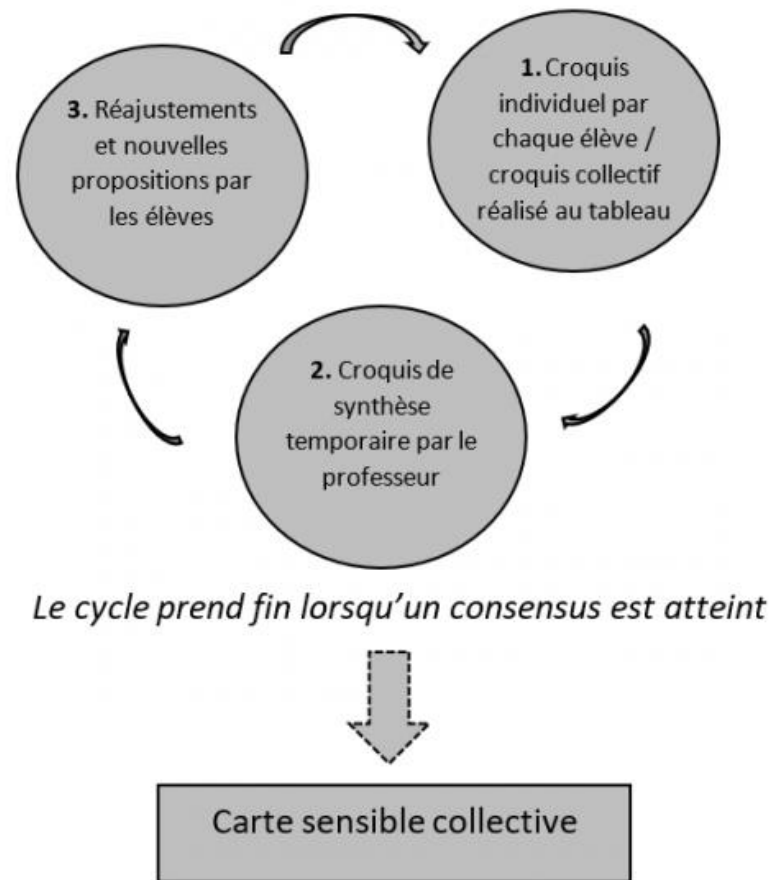 1. Croquis
individuel par
chaque élève /
croquis collectif
réalisé au tableau
2. Croquis de
synthèse
temporaire par le
professeur
3. Réajustements
et nouvelles
propositions par
les élèves
Le cycle prend fin lorsqu'un consensus est atteint
Carte sensible collective